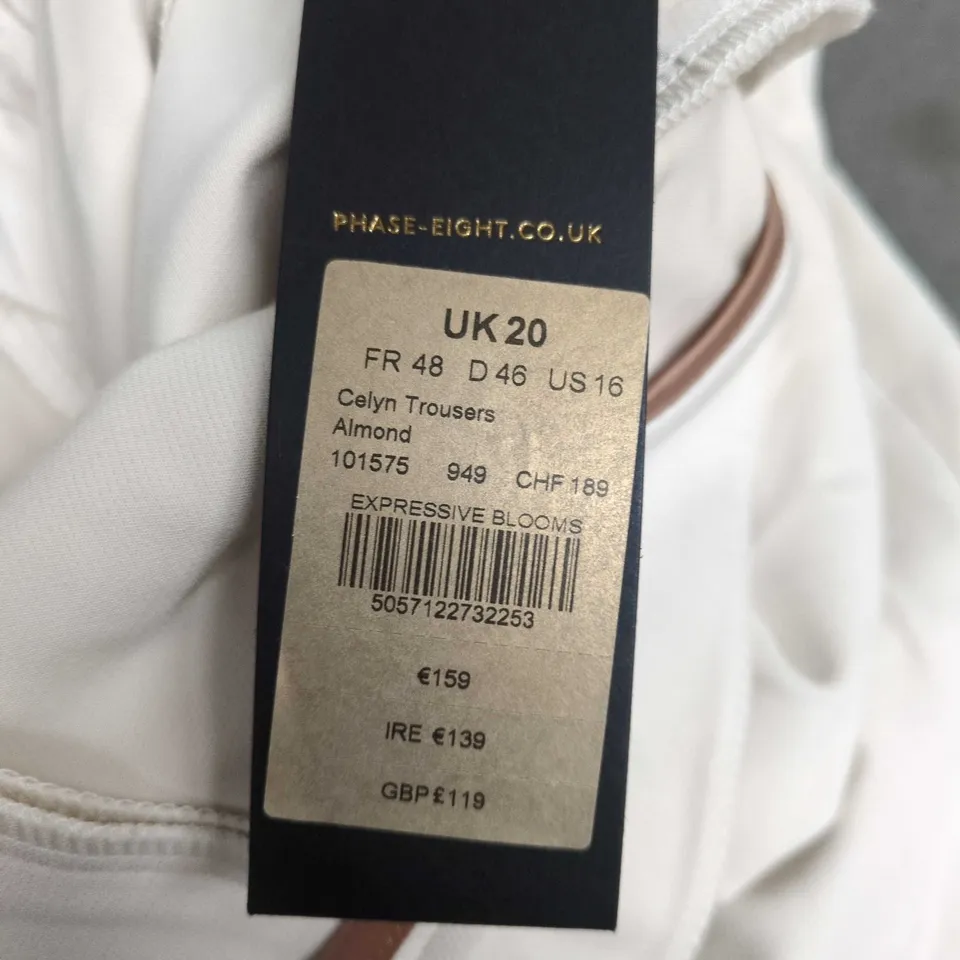 PHASE-EIGHT.CO.UK
UK 20
FR 48 D 46 US 16
Celyn Trousers
Almond
101575 949 CHF 189
EXPRESSIVE BLOOMS
5057122732253
€159
IRE €139
GBP £119